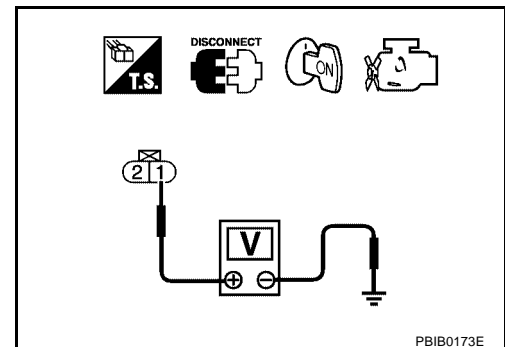 DISCONNECT
T.S.
ON
2 1
V
PBIB0173E